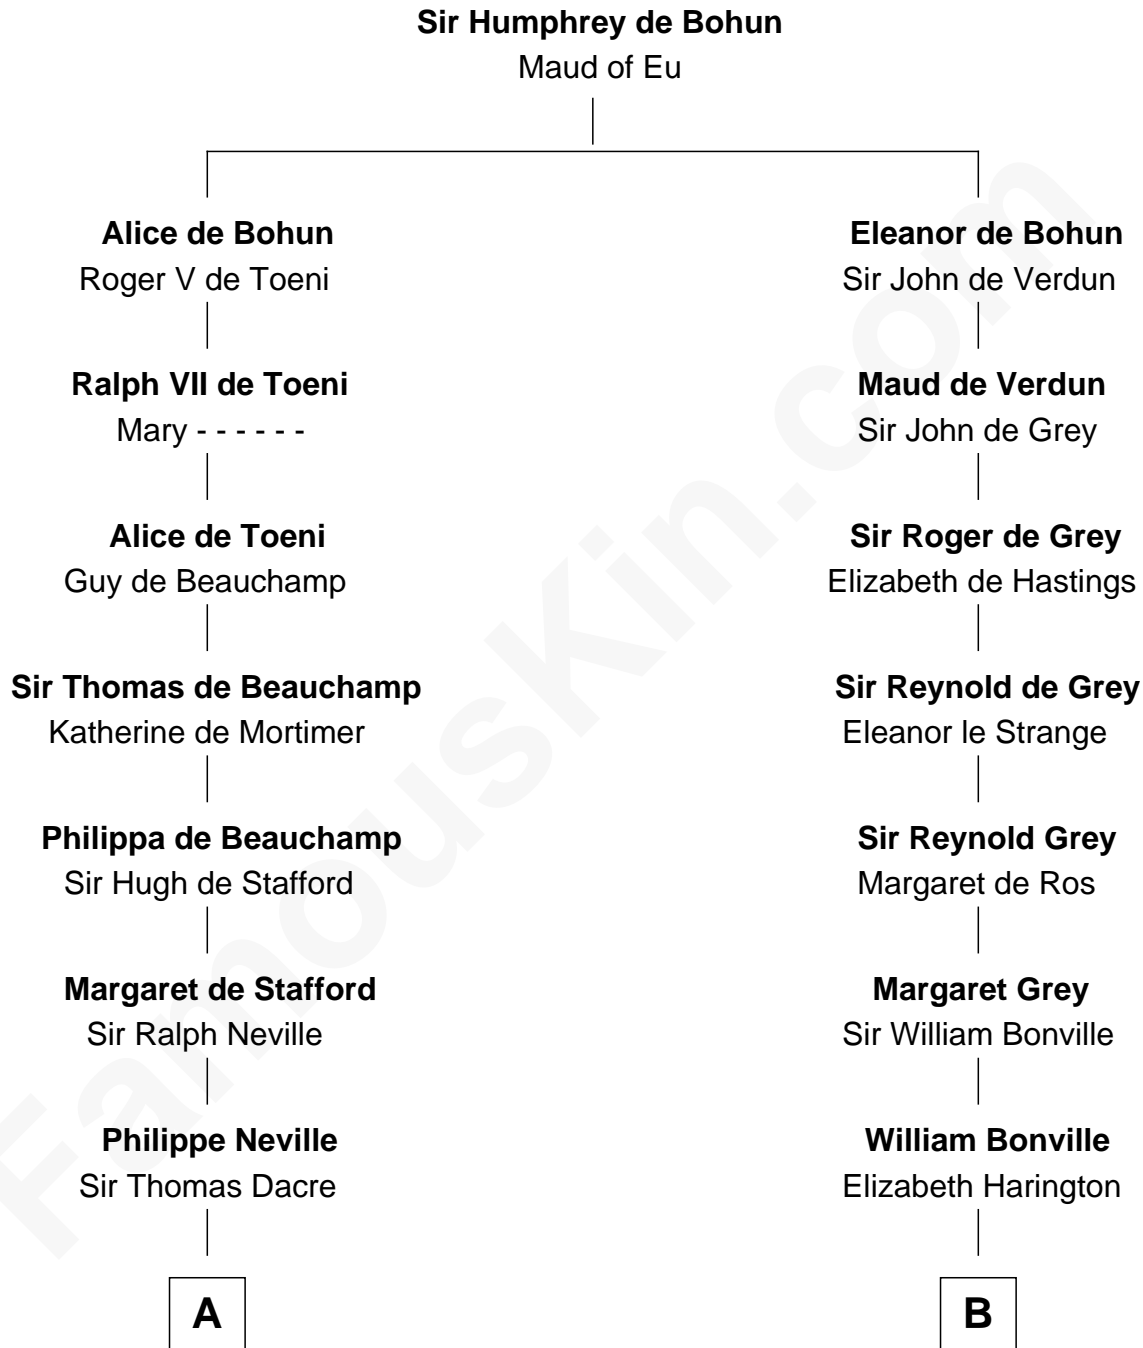 Sir Humphrey de Bohun
Maud of Eu
Alice de Bohun
Roger V de Toeni
Eleanor de Bohun
Sir John de Verdun
Ralph VII de Toeni
Mary - - - - - -
Maud de Verdun
Sir John de Grey
Alice de Toeni
Guy de Beauchamp
Sir Roger de Grey
Elizabeth de Hastings
Sir Thomas de Beauchamp
Katherine de Mortimer
Sir Reynold de Grey
Eleanor le Strange
Philippa de Beauchamp
Sir Hugh de Stafford
Sir Reynold Grey
Margaret de Ros
Margaret de Stafford
Sir Ralph Neville
Margaret Grey
Sir William Bonville
Philippe Neville
Sir Thomas Dacre
William Bonville
Elizabeth Harington
A
B
FamousKin.com